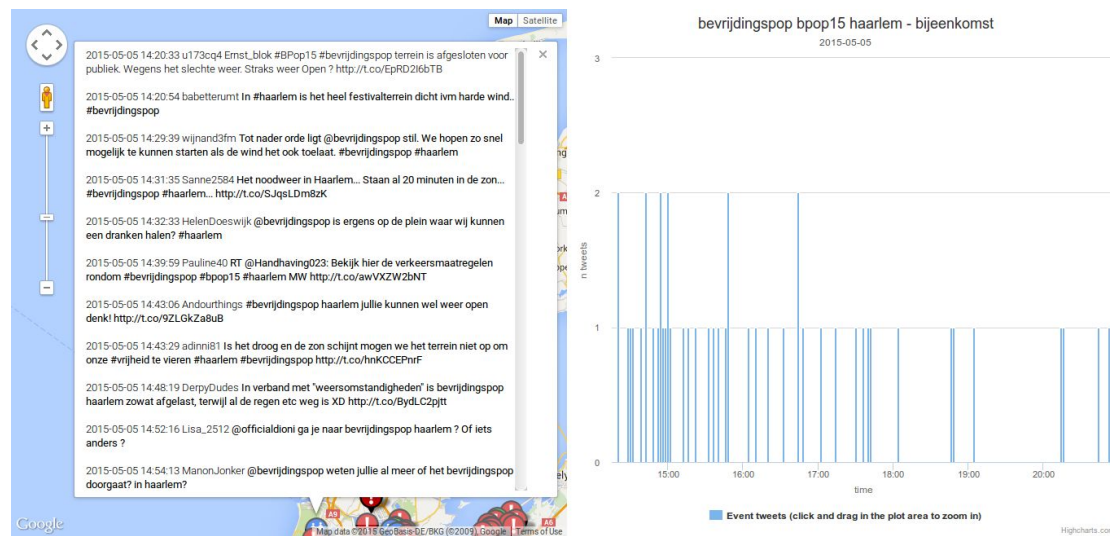 Map Satellite
2015-05-05 14:20:33 u173cq4 Ernst_blok #BPop15 #bevrijdingspop terrein is afgesloten voor
publiek. Wegens het slechte weer. Straks weer Open ? http://t.co/EpRD2I6bTB
2015-05-05 14:20:54 babetterumt In #haarlem is het heel festivalterrein dicht ivm harde wind..
#bevrijdingspop
2015-05-05 14:29:39 wijnand3fm Tot nader orde ligt @bevrijdingspop stil. We hopen zo snel
mogelijk te kunnen starten als de wind het ook toelaat. #bevrijdingspop #haarlem
2015-05-05 14:31:35 Sanne2584 Het noodweer in Haarlem... Staan al 20 minuten in de zon...
#bevrijdingspop #haarlem... http://t.co/SJqsLDm8zK
2015-05-05 14:32:33 HelenDoeswijk @bevrijdingspop is ergens op de plein waar wij kunnen
een dranken halen? #haarlem
2015-05-05 14:39:59 Pauline40 RT @Handhaving023: Bekijk hier de verkeersmaatregelen
rondom #bevrijdingspop #bpop15 #haarlem MW http://t.co/awVXZW2bNT
2015-05-05 14:43:06 Andourthings #bevrijdingspop haarlem jullie kunnen wel weer open
denk! http://t.co/9ZLGkZa8uB
2015-05-05 14:43:29 adinni81 Is het droog en de zon schijnt mogen we het terrein niet op om
onze #vrijheid te vieren #haarlem #bevrijdingspop http://t.co/hnKCCEPnrF
2015-05-05 14:48:19 DerpyDudes In verband met "weersomstandigheden" is bevrijdingspop
haarlem zowat afgelast, terwijl al de regen etc weg is XD http://t.co/BydLC2pjtt
2015-05-05 14:52:16 Lisa_2512 @officialdioni ga je naar bevrijdingspop haarlem ? Of iets
anders ?
2015-05-05 14:54:13 ManonJonker @bevrijdingspop weten jullie al meer of het bevrijdingspop
doorgaat? in haarlem?
A9
A6
Google
Map data ©2015 GeoBasis-DE/BKG (©2009), Google Terms of Use
bevrijdingspop bpop15 haarlem - bijeenkomst
2015-05-05
3
2
1
0
n tweets
15:00 16:00 17:00 18:00 19:00 20:00
time
Event tweets (click and drag in the plot area to zoom in)
Highcharts.com